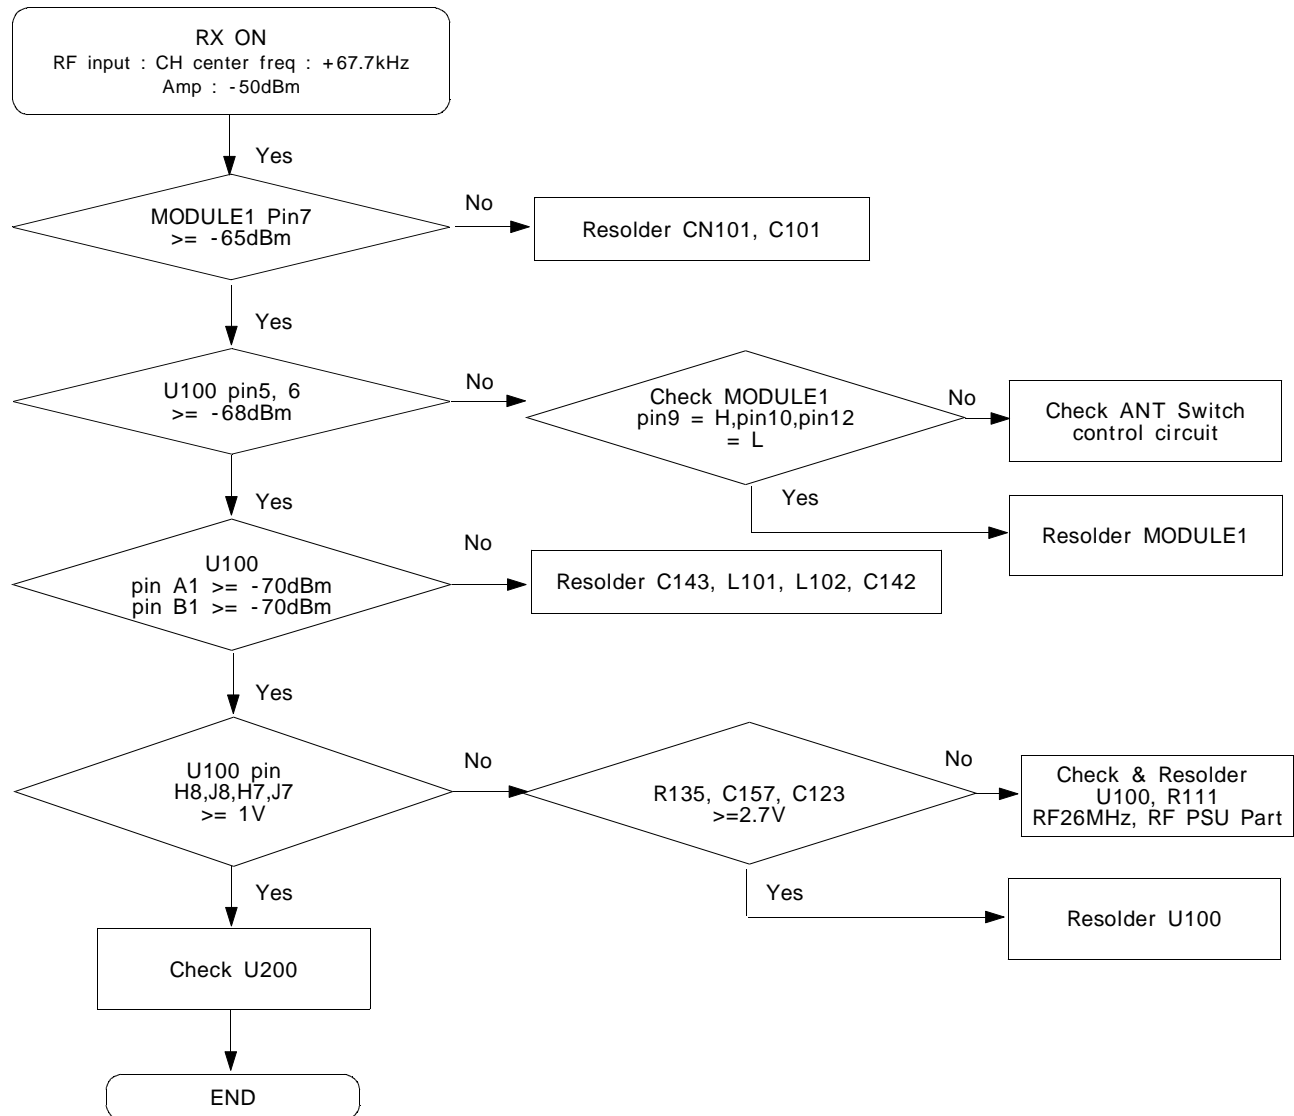 RX ON
RF input : CH center freq : +67.7kHz
Amp : -50dBm
Yes
MODULE1 Pin7
>= -65dBm
No
Resolder CN101, C101
Yes
U100 pin5, 6
>= -68dBm
No
Check MODULE1
pin9 = H,pin10,pin12
= L
No
Check ANT Switch
control circuit
Yes
Resolder MODULE1
Yes
U100
pin A1 >= -70dBm
pin B1 >= -70dBm
No
Resolder C143, L101, L102, C142
Yes
U100 pin
H8,J8,H7,J7
>= 1V
No
R135, C157, C123
>=2.7V
No
Check & Resolder
U100, R111
RF26MHz, RF PSU Part
Yes
Resolder U100
Yes
Check U200
END